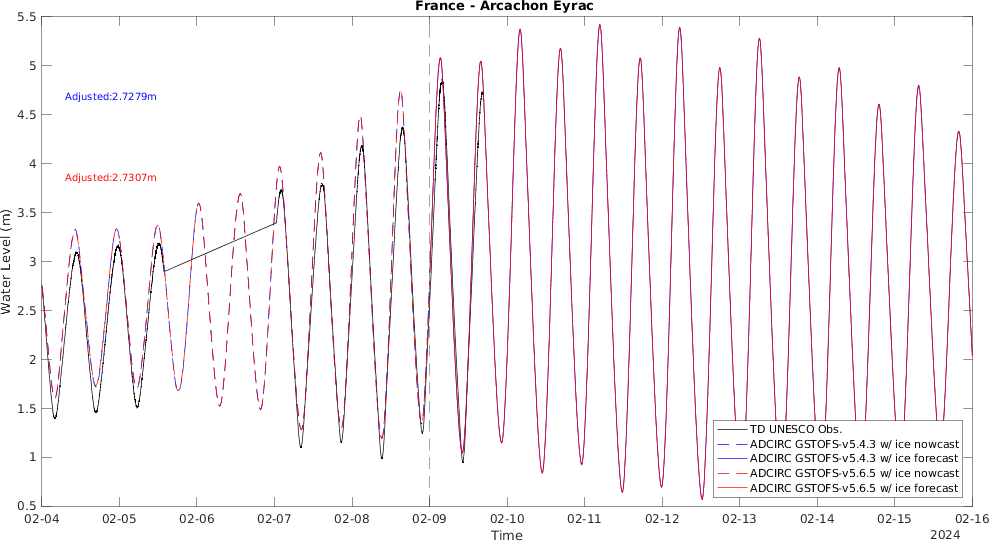 France - Arcachon Eyrac
5.5
5
4.5
4
3.5
3
2.5
2
1.5
1
0.5
Water Level (m)
Adjusted:2.7279m
Adjusted:2.7307m
TD UNESCO Obs.
ADCIRC GSTOFS-v5.4.3 w/ ice nowcast
ADCIRC GSTOFS-v5.4.3 w/ ice forecast
ADCIRC GSTOFS-v5.6.5 w/ ice nowcast
ADCIRC GSTOFS-v5.6.5 w/ ice forecast
02-04 02-05 02-06 02-07 02-08 02-09 02-10 02-11 02-12 02-13 02-14 02-15 02-16
Time
2024